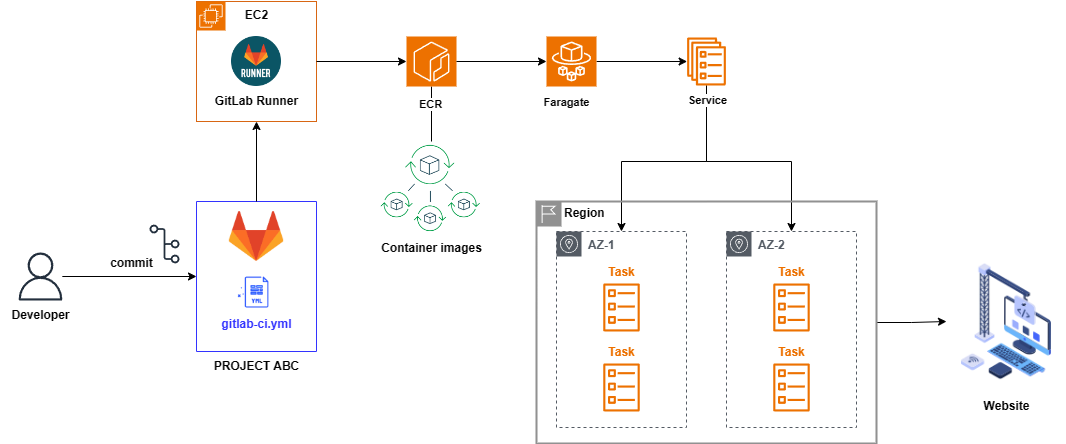 EC2
RUNNER
GitLab Runner
ECR
Faragate
Service
Container images
commit
Developer
YML
gitlab-ci.yml
PROJECT ABC
Region
AZ-1
AZ-2
Task
Task
Task
Task
</>
Website